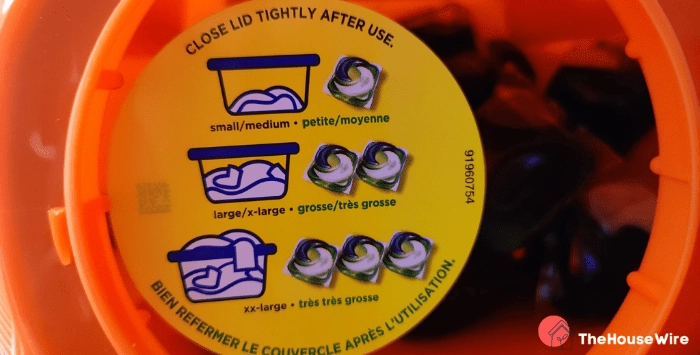 CLOSE LID TIGHTLY AFTER USE.
small/medium • petite/moyenne
large/x-large • grosse/très grosse
xx-large • très très grosse
BIEN REFERMER LE COUVERCLE APRÈS L'UTILISATION.
91960754
TheHouseWire